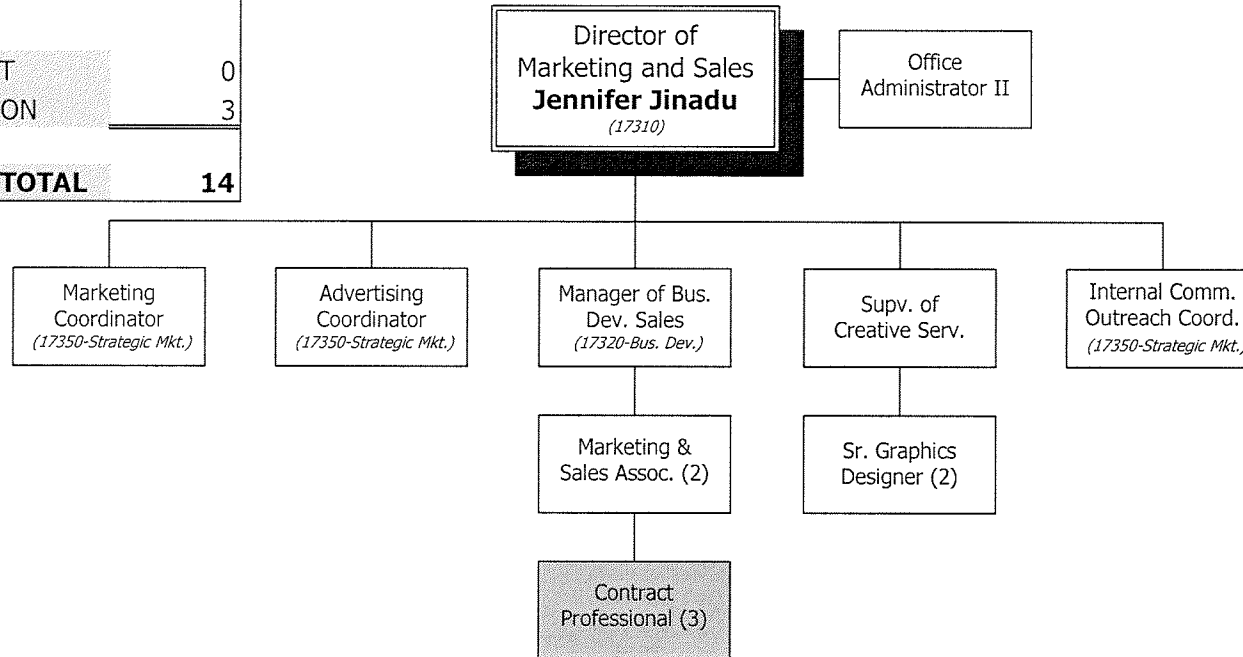 T 0
ON 3
TOTAL 14
Director of
Marketing and Sales
Jennifer Jinadu
(17310)
Office
Administrator II
Marketing
Coordinator
(17350-Strategic Mkt.)
Advertising
Coordinator
(17350-Strategic Mkt.)
Manager of Bus.
Dev. Sales
(17320-Bus. Dev.)
Supv. of
Creative Serv.
Internal Comm.
Outreach Coord.
(17350-Strategic Mkt.)
Marketing &
Sales Assoc. (2)
Sr. Graphics
Designer (2)
Contract
Professional (3)